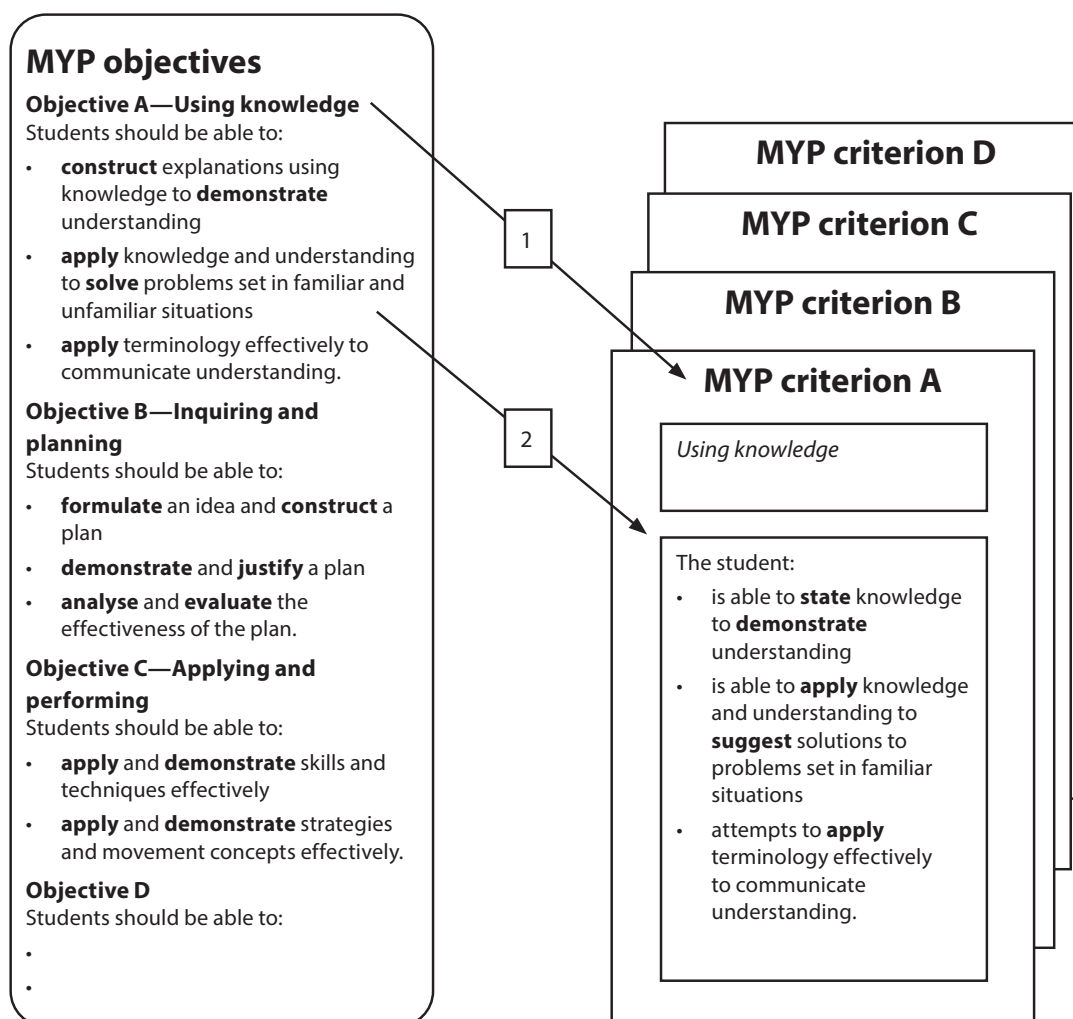 MYP objectives
Objective A—Using knowledge
Students should be able to:
• construct explanations using
knowledge to demonstrate
understanding
• apply knowledge and understanding
to solve problems set in familiar and
unfamiliar situations
• apply terminology effectively to
communicate understanding.
Objective B—Inquiring and
planning
Students should be able to:
• formulate an idea and construct a
plan
• demonstrate and justify a plan
• analyse and evaluate the
effectiveness of the plan.
Objective C—Applying and
performing
Students should be able to:
• apply and demonstrate skills and
techniques effectively
• apply and demonstrate strategies
and movement concepts effectively.
Objective D
Students should be able to:
•
•
1
2
MYP criterion D
MYP criterion C
MYP criterion B
MYP criterion A
Using knowledge
The student:
• is able to state knowledge
to demonstrate
understanding
• is able to apply knowledge
and understanding to
suggest solutions to
problems set in familiar
situations
• attempts to apply
terminology effectively
to communicate
understanding.